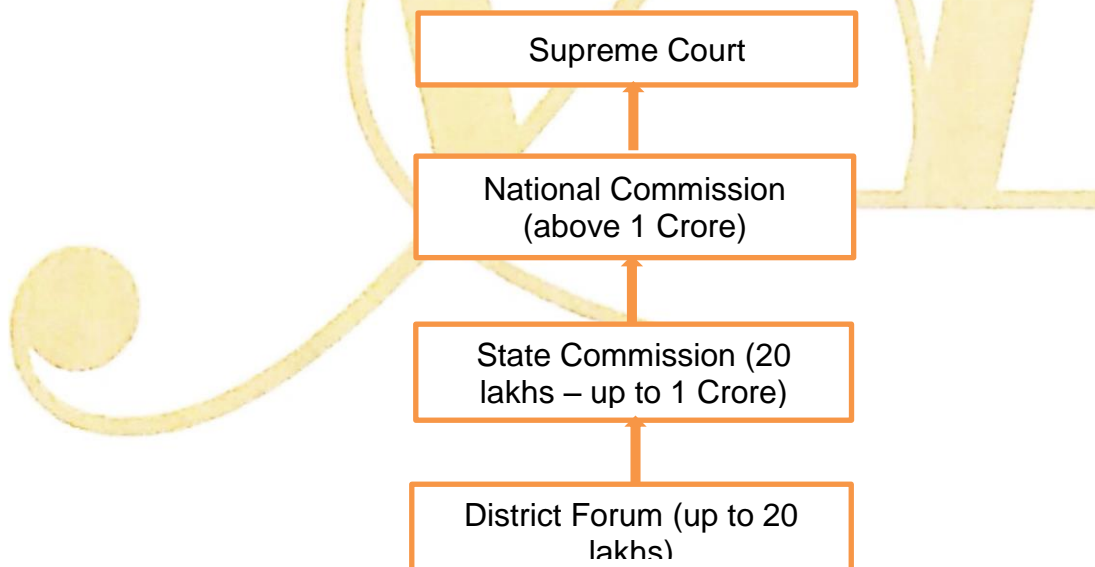 Supreme Court
National Commission
(above 1 Crore)
State Commission (20
lakhs – up to 1 Crore)
District Forum (up to 20
lakhs)